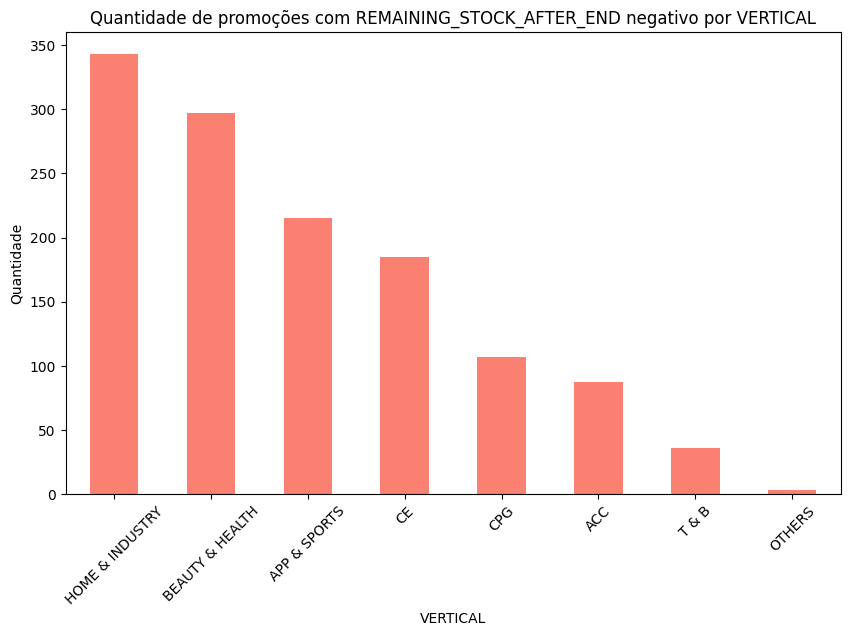 Quantidade de promoções com REMAINING_STOCK_AFTER_END negativo por VERTICAL
350
300
250
200
150
100
50
0
Quantidade
HOME & INDUSTRY
BEAUTY & HEALTH
APP & SPORTS
CE
CPG
ACC
T & B
OTHERS
VERTICAL